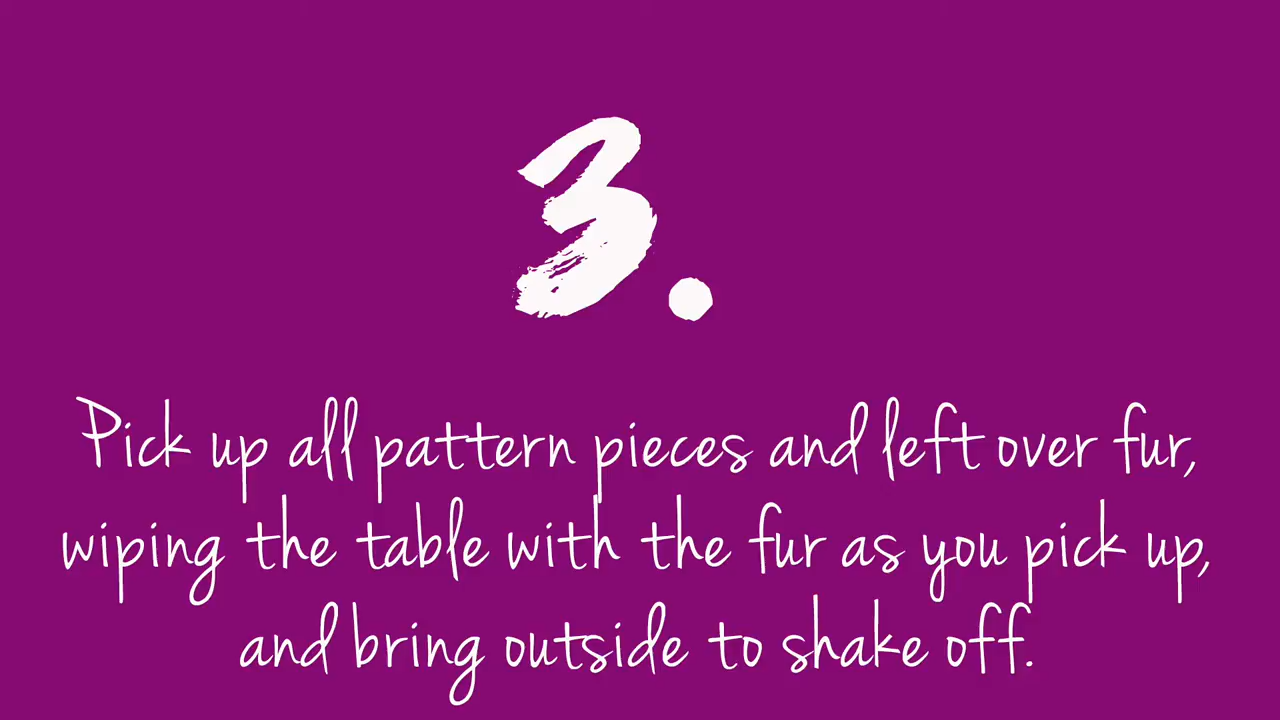 3.
Pick up all pattern pieces and left over fur,
wiping the table with the fur as you pick up,
and bring outside to shake off.